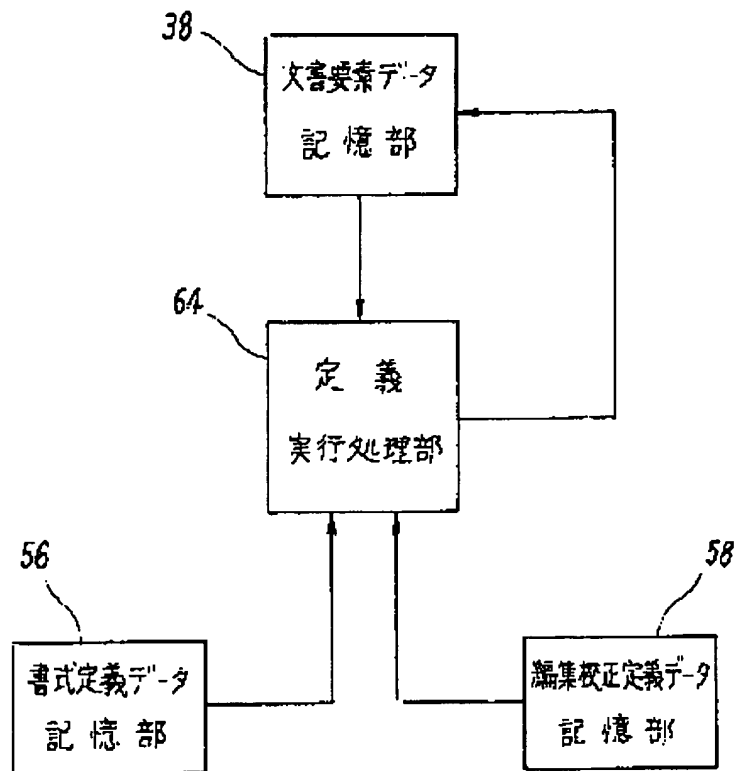 38
文書要素データ
記憶部
64
定義
実行処理部
56
書式定義データ
記憶部
58
編集校正定義データ
記憶部